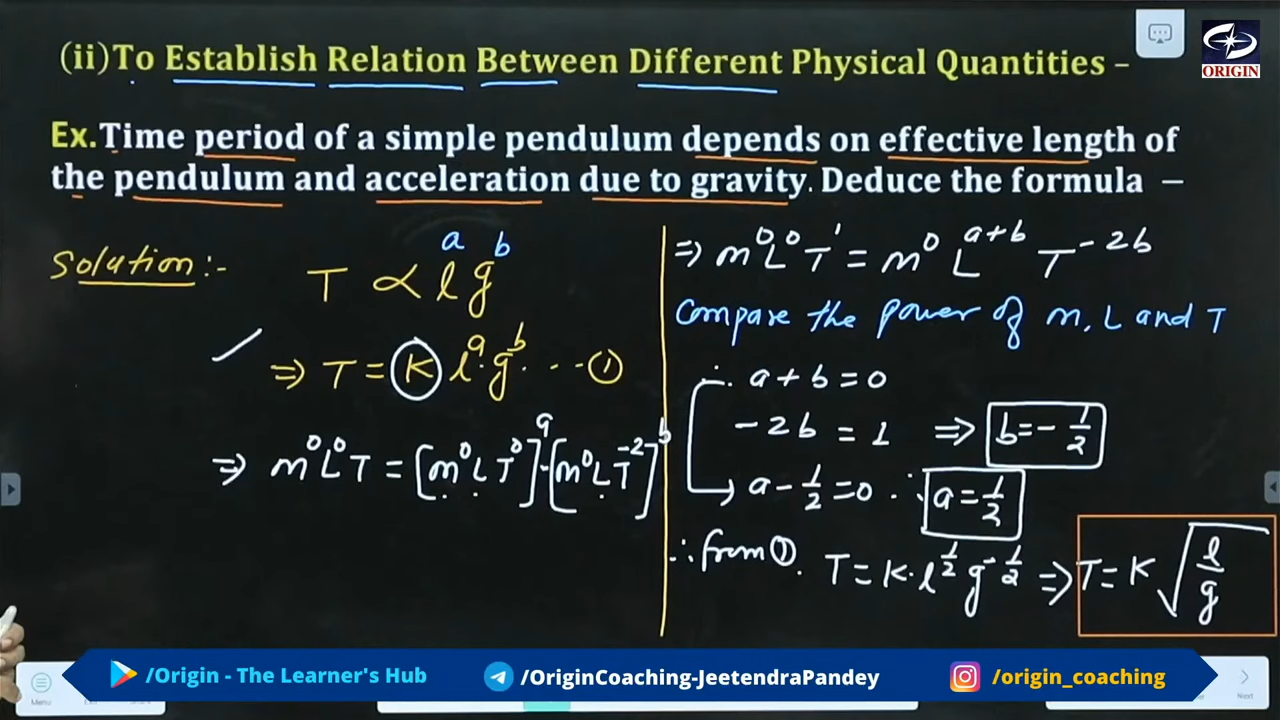 (ii)To Establish Relation Between Different Physical Quantities –
ORIGIN
Ex.Time period of a simple pendulum depends on effective length of
the pendulum and acceleration due to gravity. Deduce the formula –
Solution:-
T ∝ l^a g^b
⇒ T = K l^a. g^b. - - - ①
⇒ M⁰L⁰T = [M⁰LT⁰]^a.[M⁰LT⁻²]^b
⇒ M⁰L⁰T¹ = M⁰ L^(a+b) T^(-2b)
Compare the power of M, L and T
∴ a + b = 0
-2b = 1 ⇒ b = -1/2
a - 1/2 = 0 ∴ a = 1/2
∴ from ①. T = K. l^(1/2) g^(-1/2) ⇒ T = K √(l/g)
/Origin - The Learner's Hub
/OriginCoaching-JeetendraPandey
/origin_coaching
Menu
Next